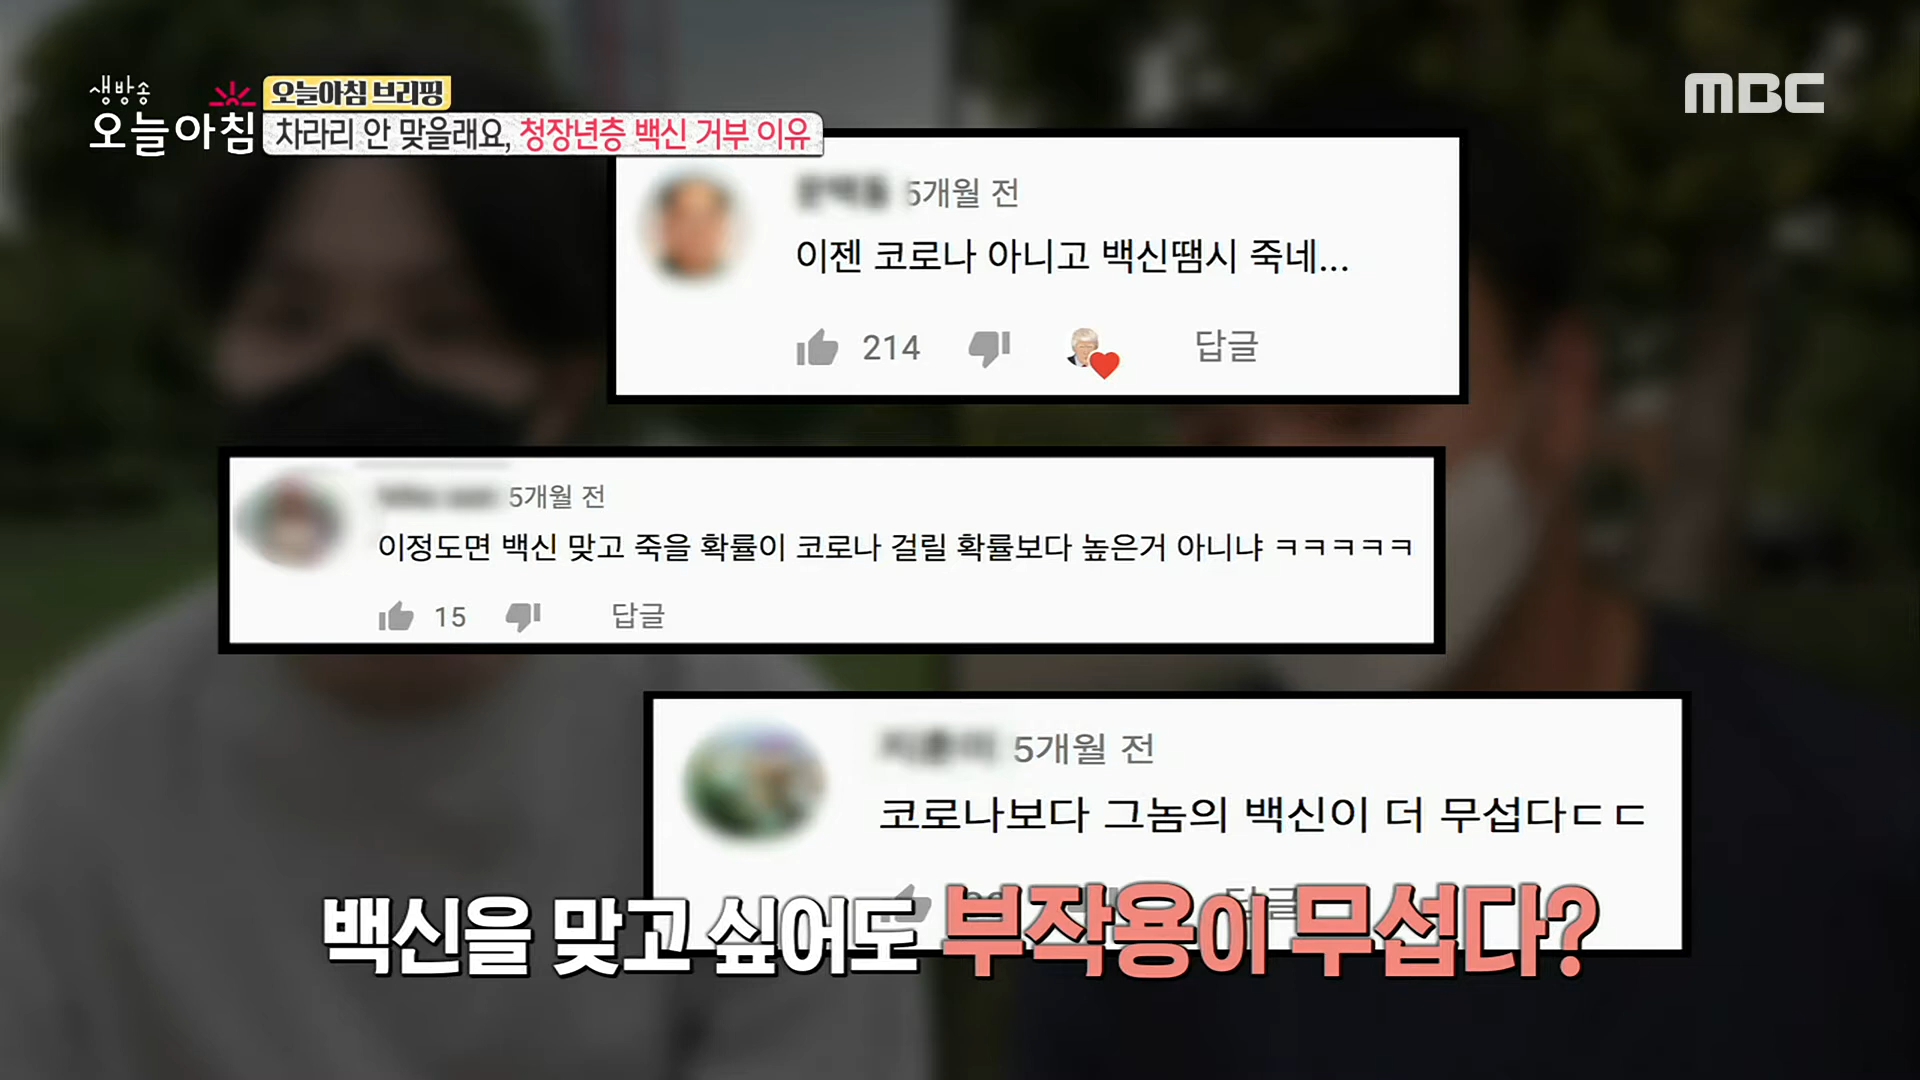 생방송
오늘아침
오늘아침 브리핑
차라리 안 맞을래요, 청장년층 백신 거부 이유
MBC
5개월 전
이젠 코로나 아니고 백신땜시 죽네...
214 답글
5개월 전
이정도면 백신 맞고 죽을 확률이 코로나 걸릴 확률보다 높은거 아니냐 ㅋㅋㅋㅋㅋ
15 답글
5개월 전
코로나보다 그놈의 백신이 더 무섭다ㄷㄷ
답글
백신을 맞고 싶어도 부작용이 무섭다?